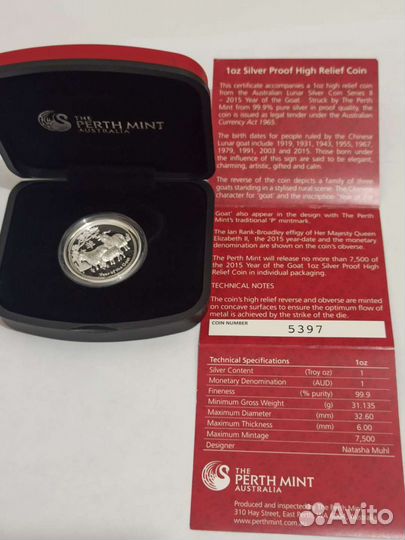 THE
PERTH MINT
AUSTRALIA
1oz Silver Proof High Relief Coin
This certificate accompanies a 1oz high relief coin
from the Australian Lunar Silver Coin Series II
– 2015 Year of the Goat. Struck by The Perth
Mint from 99.9% pure silver in proof quality, the
coin is issued as legal tender under the Australian
Currency Act 1965.
The birth dates for people ruled by the Chinese
Lunar goat include 1919, 1931, 1943, 1955, 1967,
1979, 1991, 2003 and 2015. Those born under
the influence of this sign are said to be elegant,
charming, artistic, gifted and calm.
The reverse of the coin depicts a family of three
goats standing in a stylised rural scene. The Chinese
character for 'goat' and the inscription 'Year of the
Goat' also appear in the design with The Perth
Mint's traditional 'P' mintmark.
The Ian Rank-Broadley effigy of Her Majesty Queen
Elizabeth II, the 2015 year-date and the monetary
denomination are shown on the coin's obverse.
The Perth Mint will release no more than 7,500 of
the 2015 Year of the Goat 1oz Silver Proof High
Relief Coin in individual packaging.
TECHNICAL NOTES
The coin's high relief reverse and obverse are minted
on concave surfaces to ensure the optimum flow of
metal is achieved by the strike of the die.
COIN NUMBER
5397
Technical Specifications 1oz
Silver Content (Troy oz) 1
Monetary Denomination (AUD) 1
Fineness (% purity) 99.9
Minimum Gross Weight (g) 31.135
Maximum Diameter (mm) 32.60
Maximum Thickness (mm) 6.00
Maximum Mintage 7,500
Designer Natasha Muhl
THE
PERTH MINT
AUSTRALIA
Produced and inspected by The Perth Mint
310 Hay Street, East Perth
www.perthmint.com
YEAR OF THE GOAT
Avito